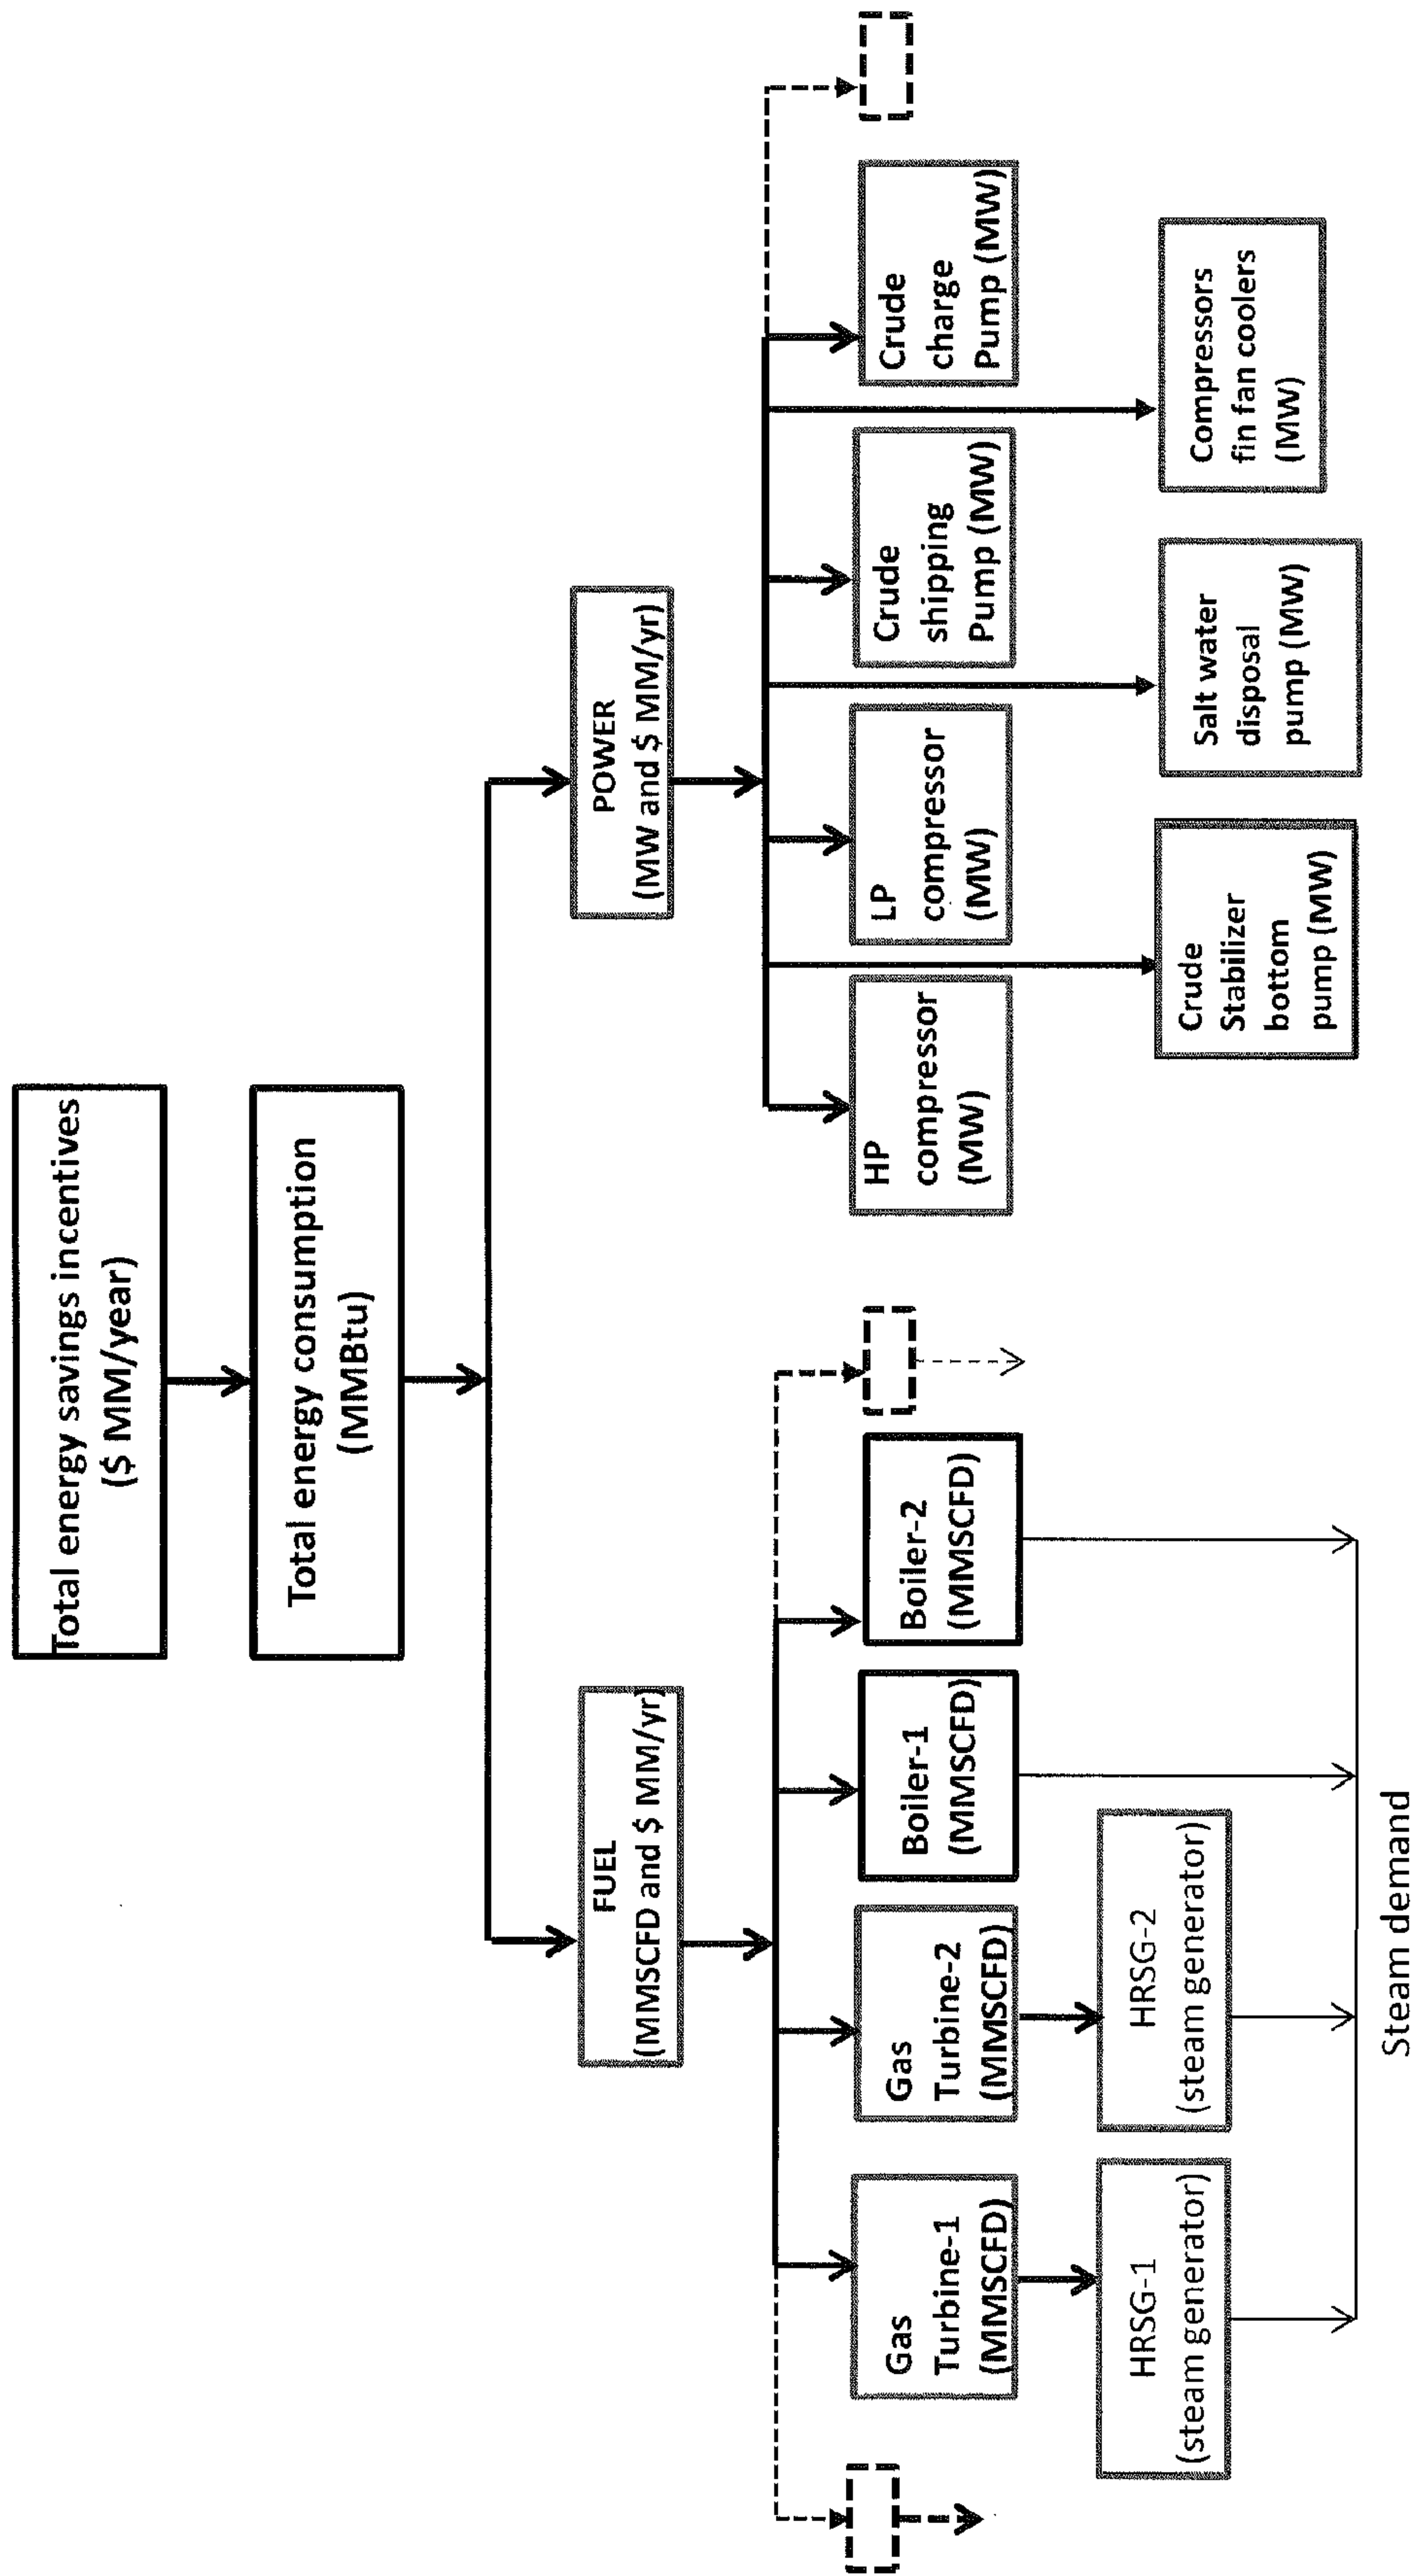 Total energy savings incentives
($ MM/year)
Total energy consumption
(MMBtu)
FUEL
(MMSCFD and $ MM/yr)
POWER
(MW and $ MM/yr)
Gas
Turbine-1
(MMSCFD)
Gas
Turbine-2
(MMSCFD)
Boiler-1
(MMSCFD)
Boiler-2
(MMSCFD)
HP
compressor
(MW)
LP
compressor
(MW)
Crude
shipping
Pump (MW)
Crude
charge
Pump (MW)
HRSG-1
(steam generator)
HRSG-2
(steam generator)
Crude
Stabilizer
bottom
pump (MW)
Salt water
disposal
pump (MW)
Compressors
fin fan coolers
(MW)
Steam demand